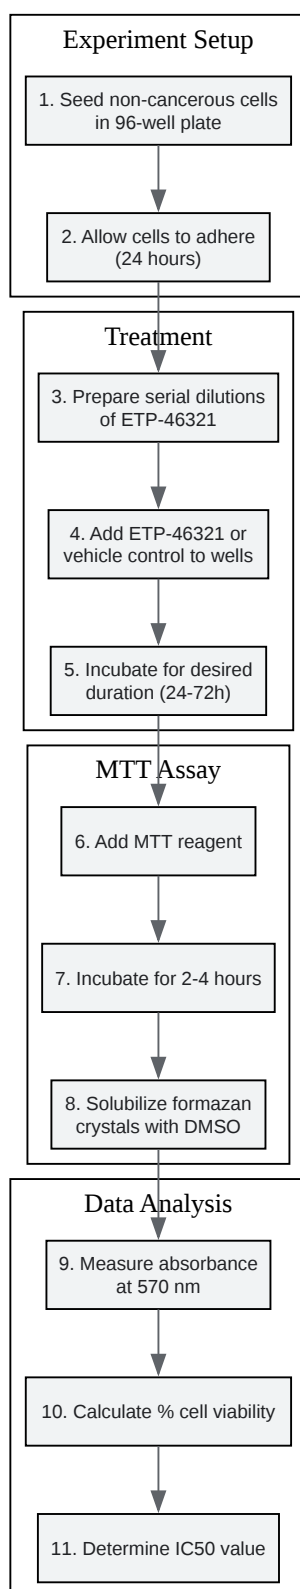 Experiment Setup
1. Seed non-cancerous cells
in 96-well plate
2. Allow cells to adhere
(24 hours)
Treatment
3. Prepare serial dilutions
of ETP-46321
4. Add ETP-46321 or
vehicle control to wells
5. Incubate for desired
duration (24-72h)
MTT Assay
6. Add MTT reagent
7. Incubate for 2-4 hours
8. Solubilize formazan
crystals with DMSO
Data Analysis
9. Measure absorbance
at 570 nm
10. Calculate % cell viability
11. Determine IC50 value